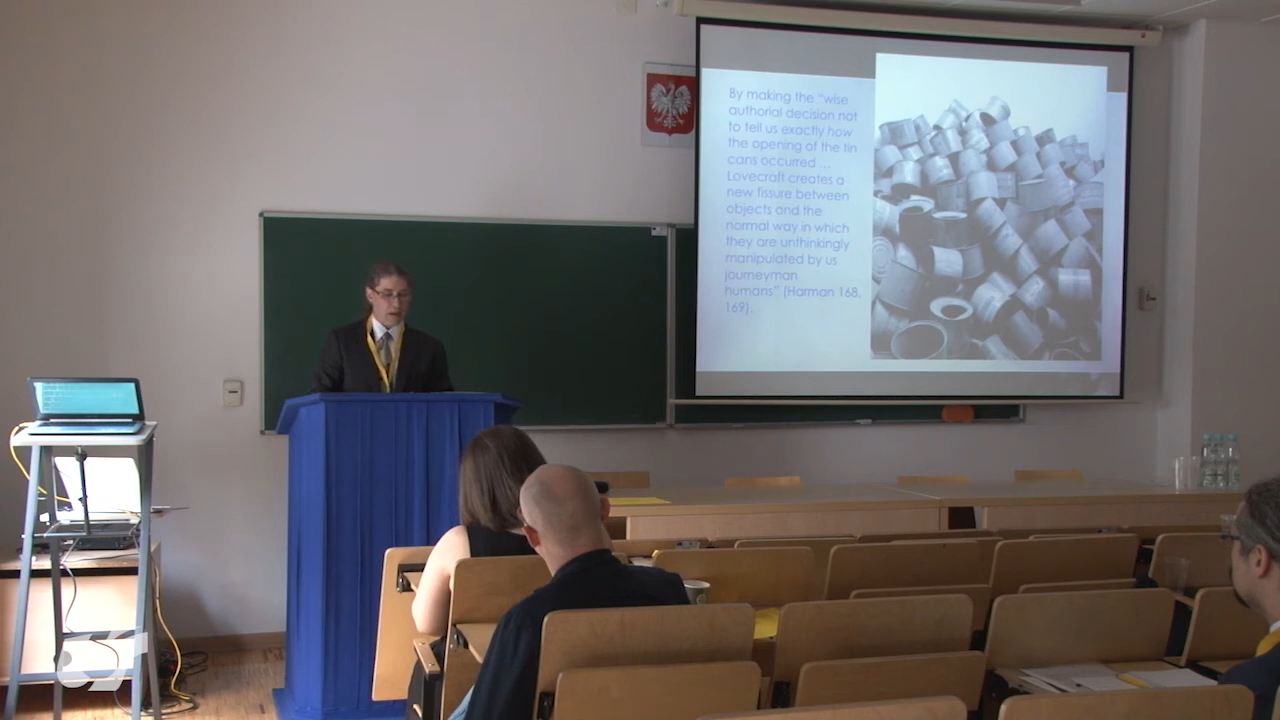 By making the “wise
authorial decision not
to tell us exactly how
the opening of the tin
cans occurred ...
Lovecraft creates a
new fissure between
objects and the
normal way in which
they are unthinkingly
manipulated by us
journeyman
humans” (Harman 168,
169).